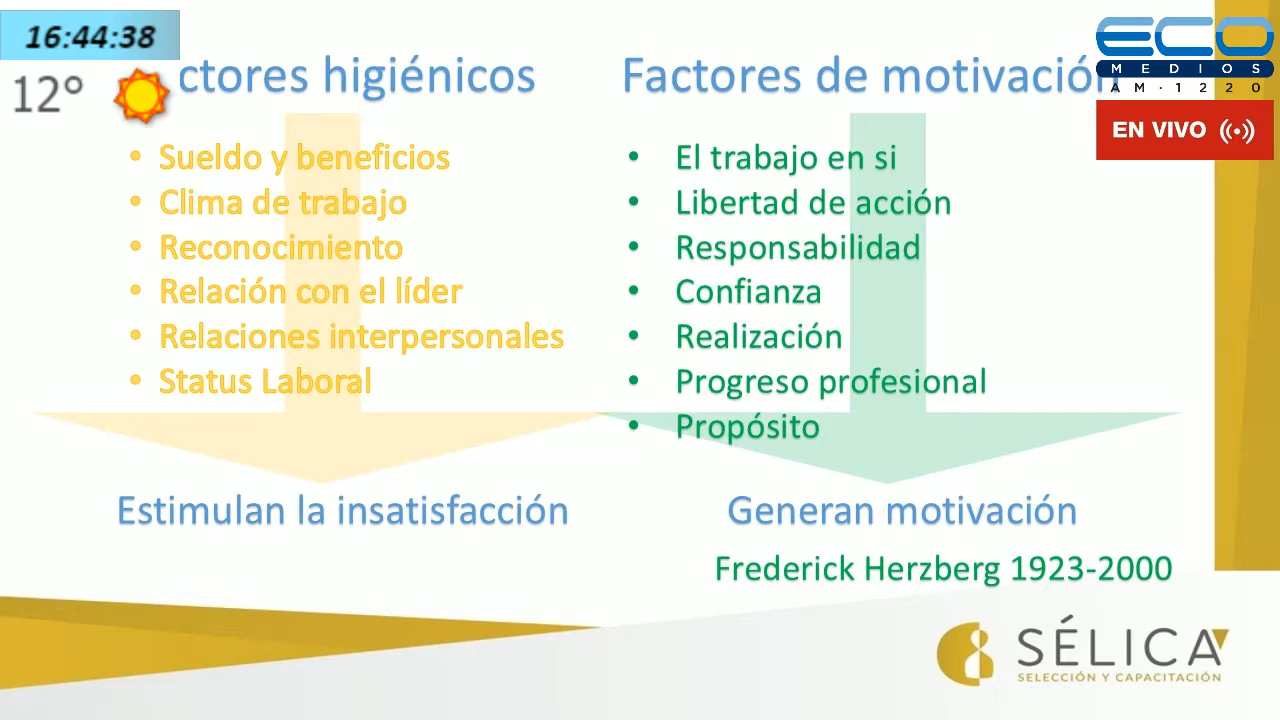 16:44:38
12°
ctores higiénicos
Sueldo y beneficios
Clima de trabajo
Reconocimiento
Relación con el líder
Relaciones interpersonales
Status Laboral
Estimulan la insatisfacción
Factores de motivación
El trabajo en si
Libertad de acción
Responsabilidad
Confianza
Realización
Progreso profesional
Propósito
Generan motivación
Frederick Herzberg 1923-2000
ECO
MEDIOS
AM·1220
EN VIVO
SÉLICA
SELECCIÓN Y CAPACITACIÓN